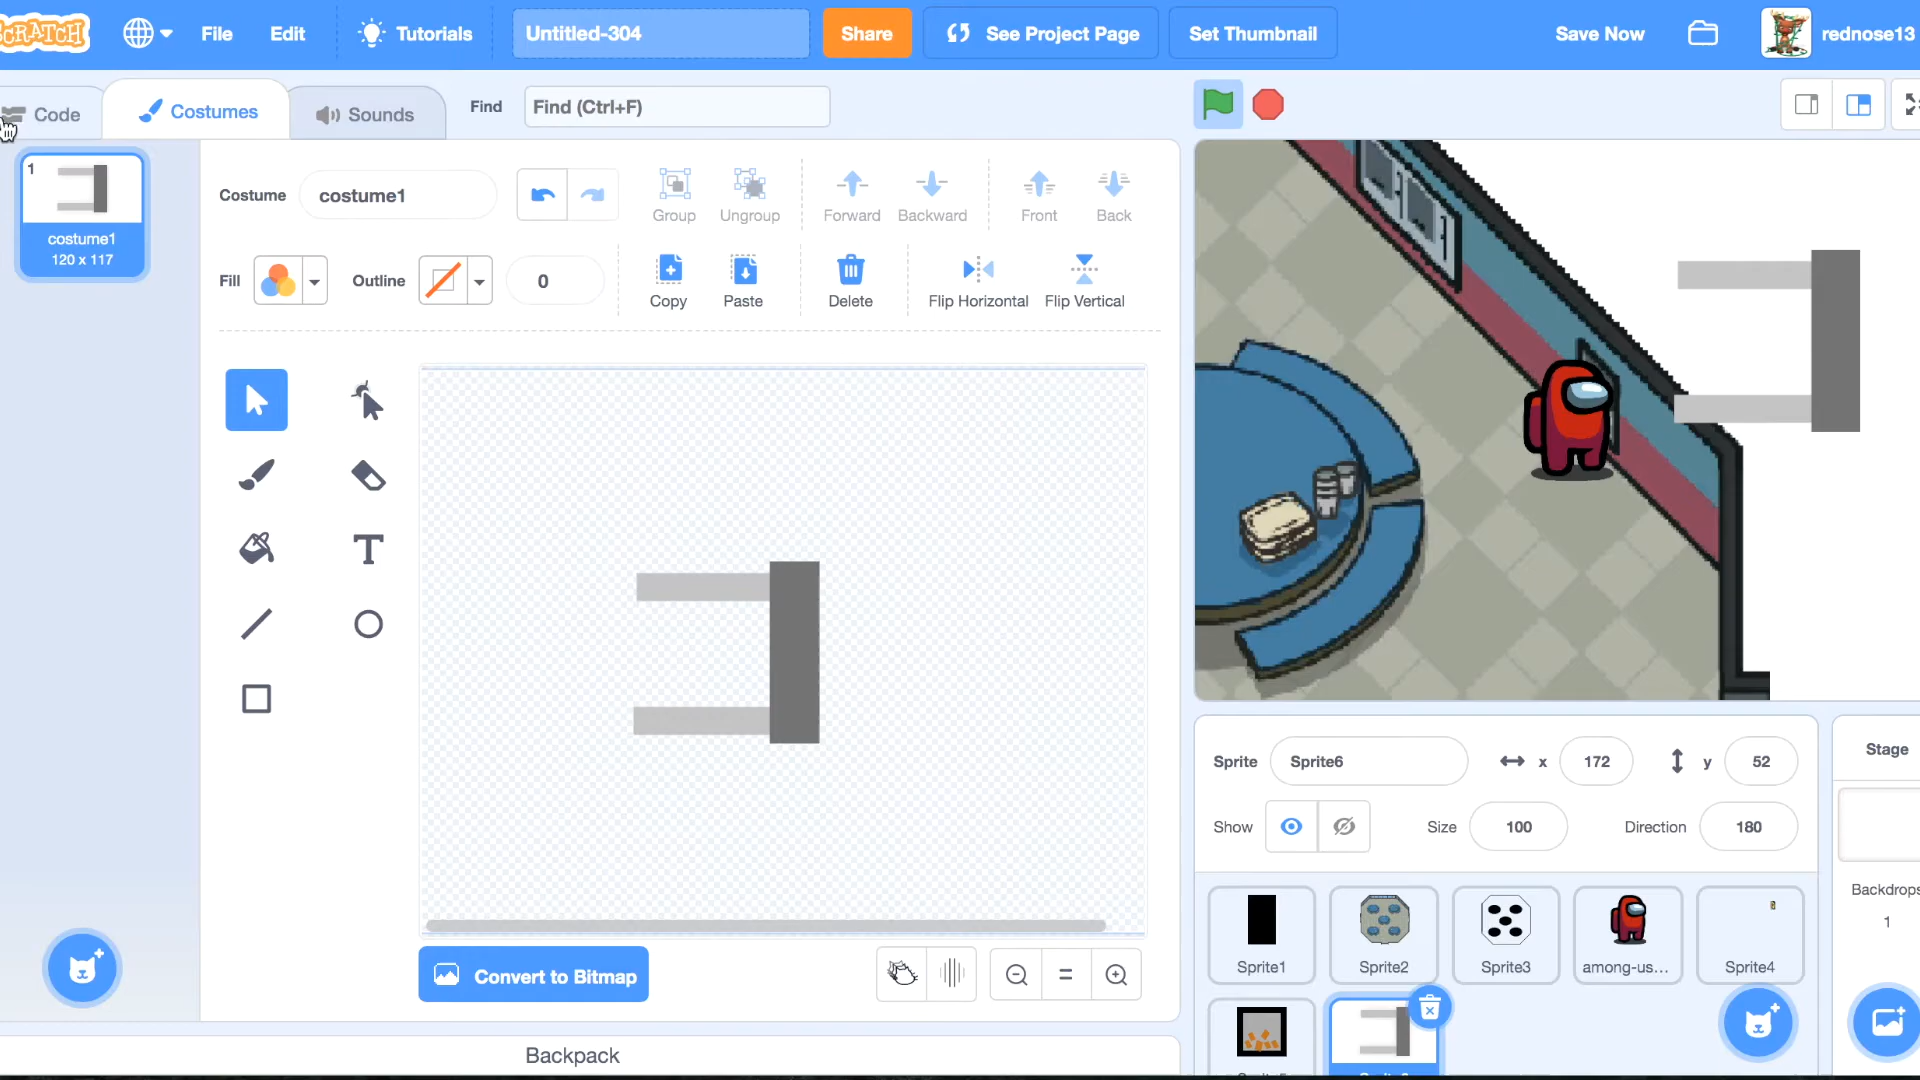 SCRATCH File Edit Tutorials Untitled-304 Share See Project Page Set Thumbnail Save Now rednose13
Code Costumes Sounds Find Find (Ctrl+F)
1
costume1
120 x 117
Costume costume1 Group Ungroup Forward Backward Front Back
Fill Outline 0 Copy Paste Delete Flip Horizontal Flip Vertical
Convert to Bitmap
Backpack
Sprite Sprite6 x 172 y 52
Show Size 100 Direction 180
Sprite1 Sprite2 Sprite3 among-us... Sprite4
Stage
Backdrops
1